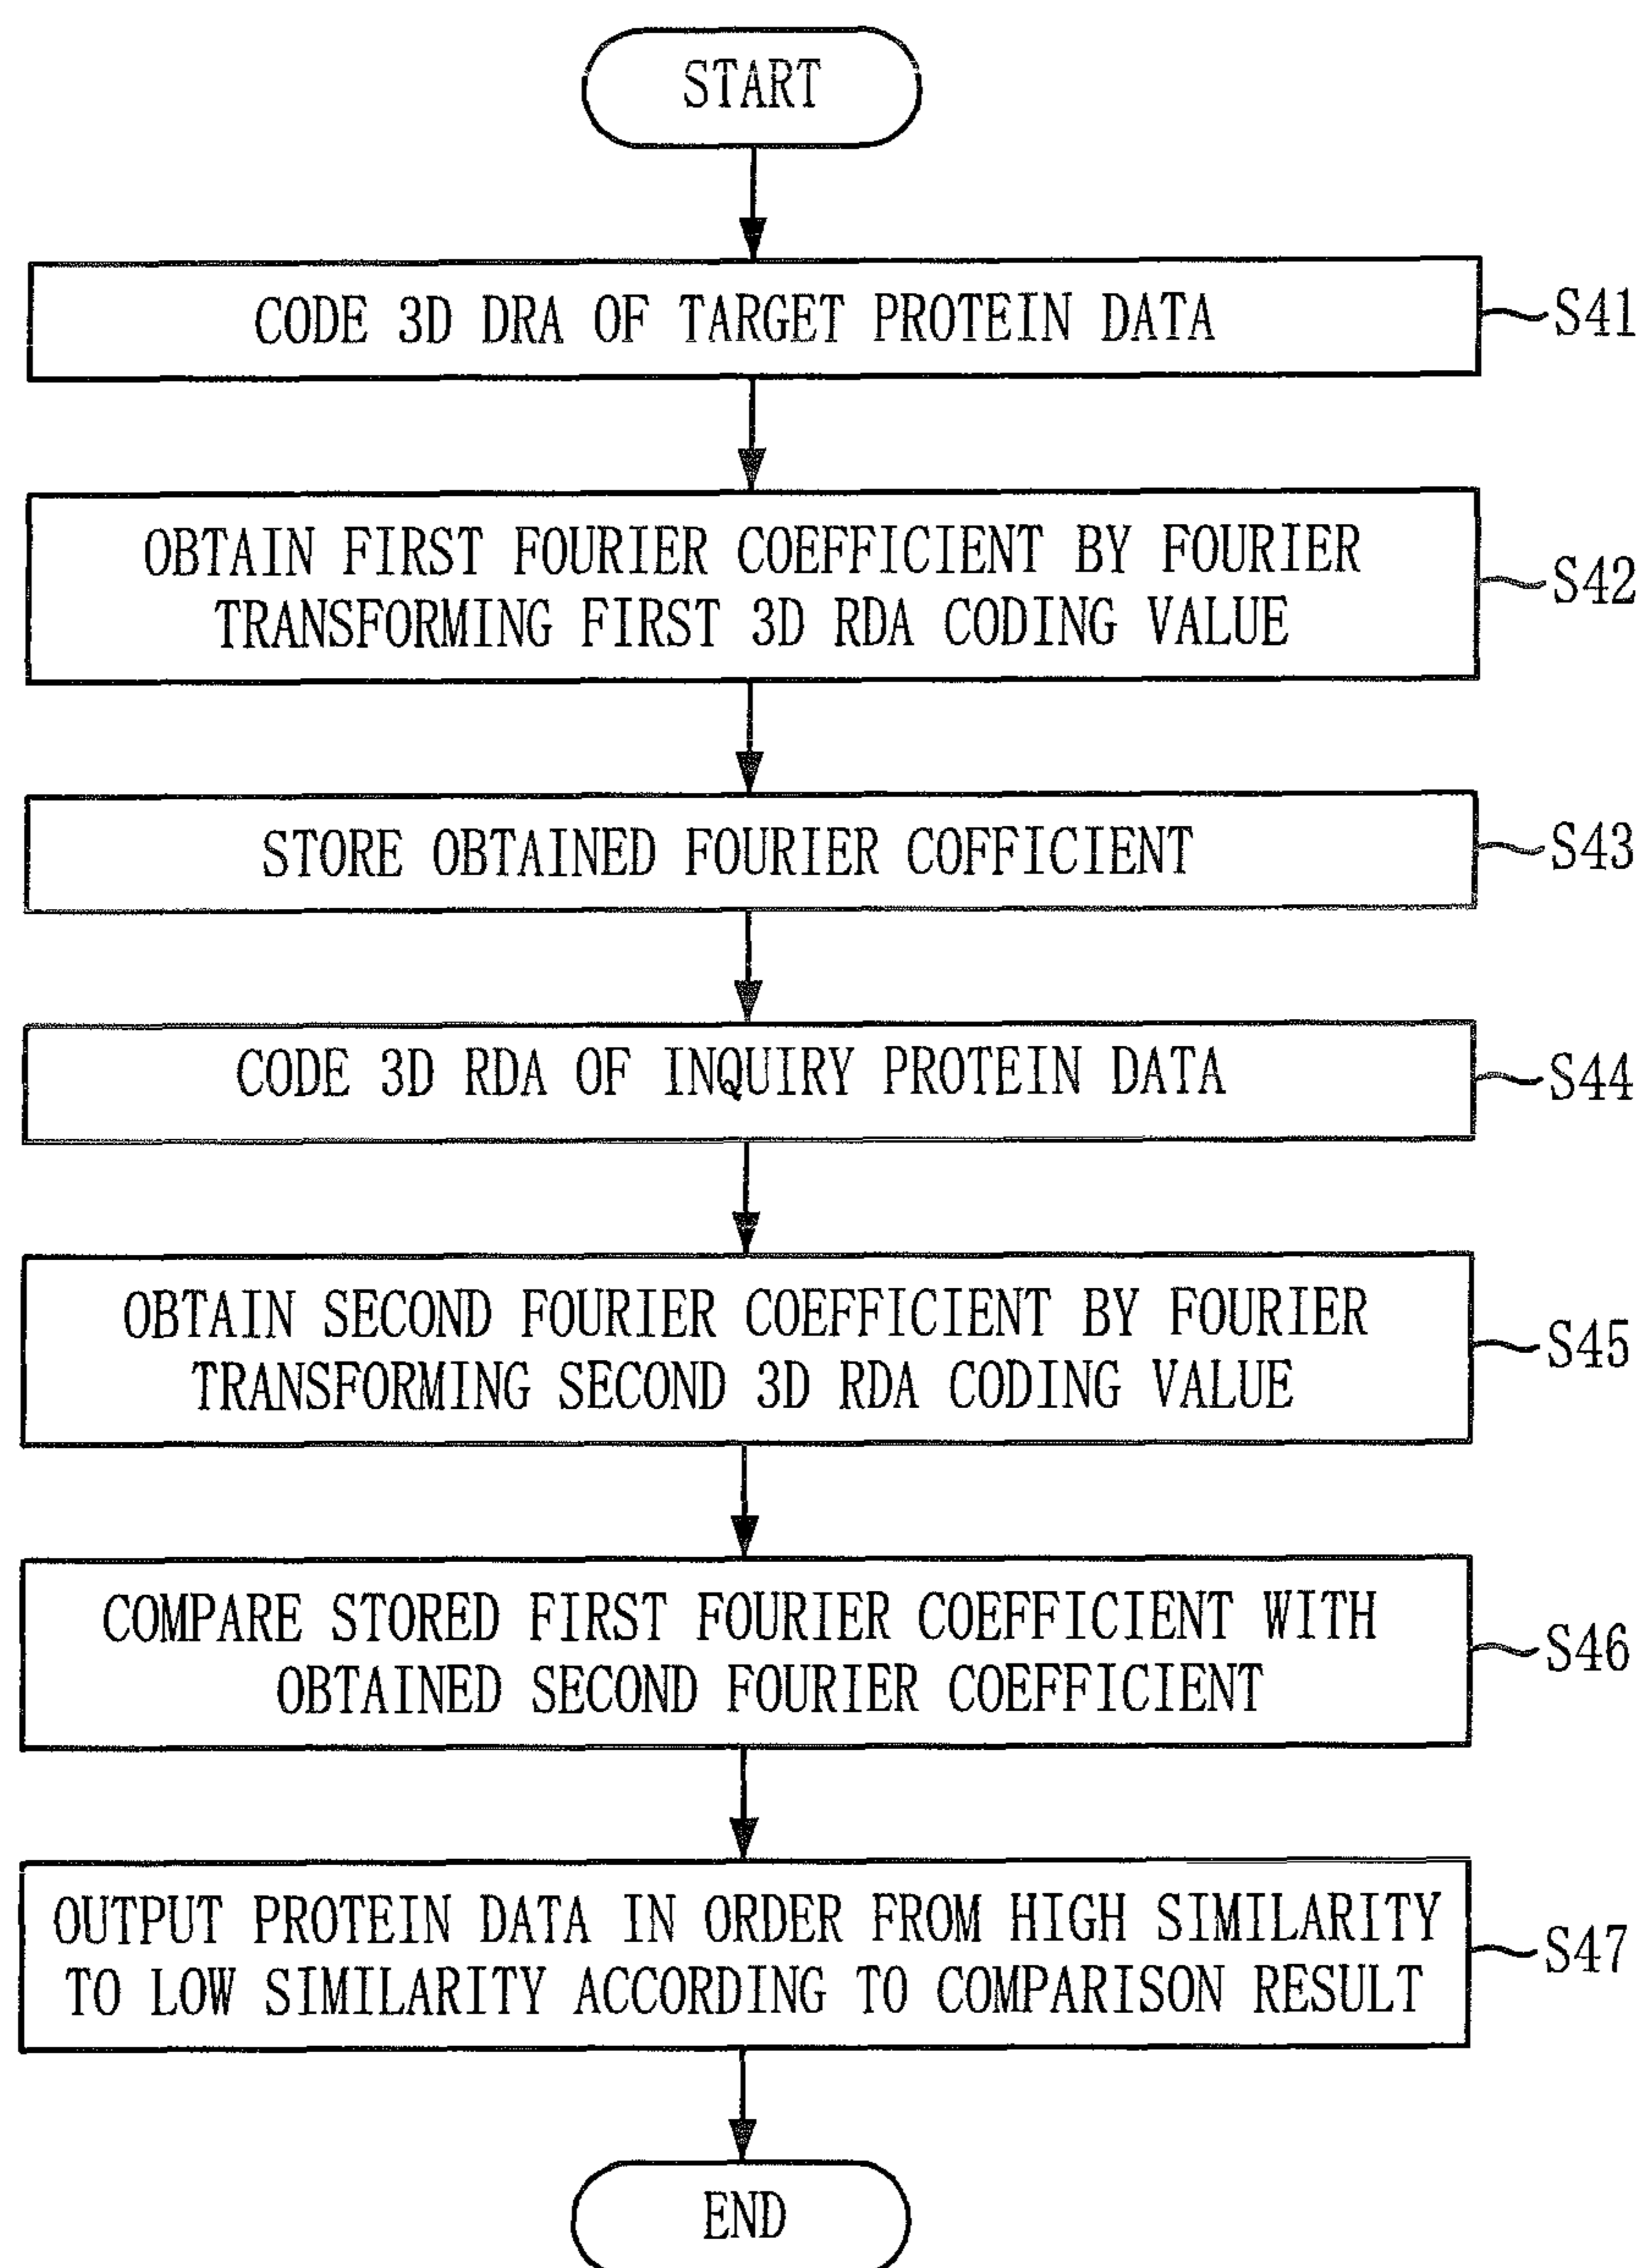 START
CODE 3D DRA OF TARGET PROTEIN DATA
S41
OBTAIN FIRST FOURIER COEFFICIENT BY FOURIER
TRANSFORMING FIRST 3D RDA CODING VALUE
S42
STORE OBTAINED FOURIER COFFICIENT
S43
CODE 3D RDA OF INQUIRY PROTEIN DATA
S44
OBTAIN SECOND FOURIER COEFFICIENT BY FOURIER
TRANSFORMING SECOND 3D RDA CODING VALUE
S45
COMPARE STORED FIRST FOURIER COEFFICIENT WITH
OBTAINED SECOND FOURIER COEFFICIENT
S46
OUTPUT PROTEIN DATA IN ORDER FROM HIGH SIMILARITY
TO LOW SIMILARITY ACCORDING TO COMPARISON RESULT
S47
END